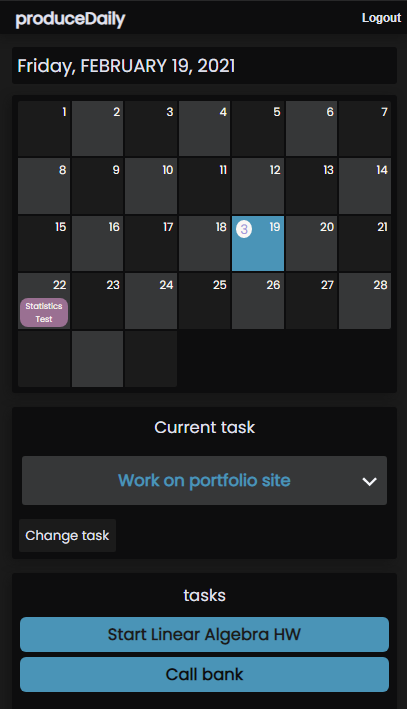 produceDaily
Logout
Friday, FEBRUARY 19, 2021
1 2 3 4 5 6 7
8 9 10 11 12 13 14
15 16 17 18 3 19 20 21
22 23 24 25 26 27 28
Statistics
Test
Current task
Work on portfolio site
Change task
tasks
Start Linear Algebra HW
Call bank